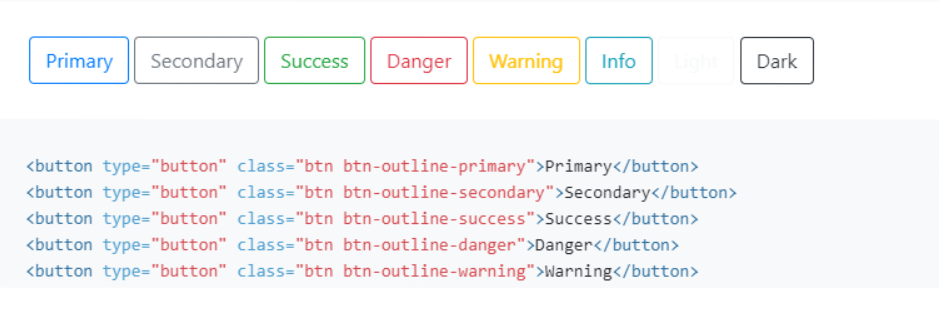 Primary Secondary Success Danger Warning Info Light Dark
<button type="button" class="btn btn-outline-primary">Primary</button>
<button type="button" class="btn btn-outline-secondary">Secondary</button>
<button type="button" class="btn btn-outline-success">Success</button>
<button type="button" class="btn btn-outline-danger">Danger</button>
<button type="button" class="btn btn-outline-warning">Warning</button>